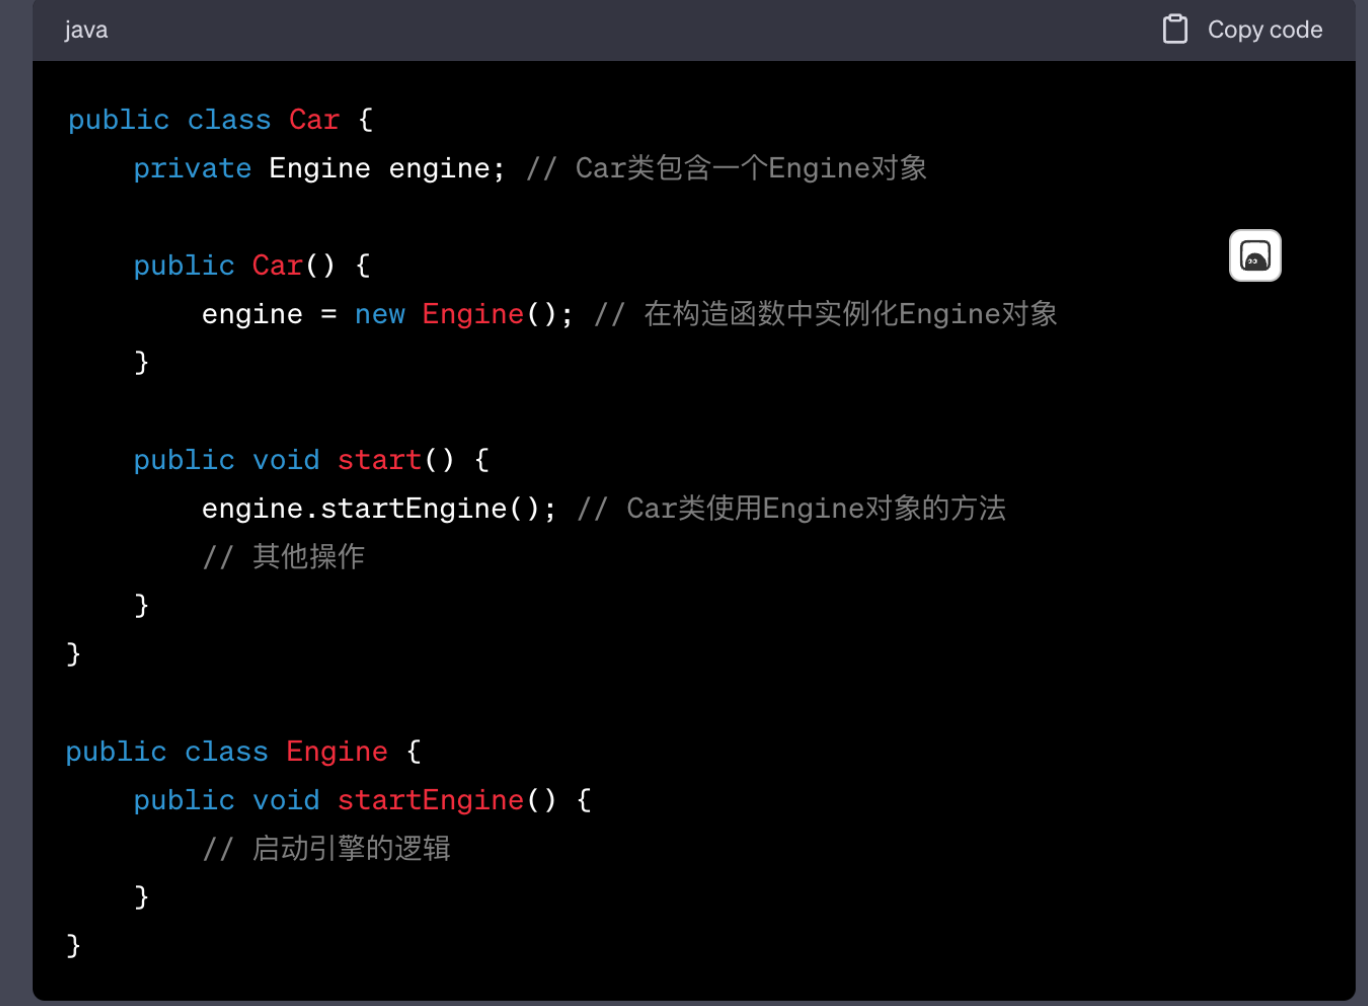 java
Copy code
public class Car {
    private Engine engine; // Car类包含一个Engine对象
    public Car() {
        engine = new Engine(); // 在构造函数中实例化Engine对象
    }
    public void start() {
        engine.startEngine(); // Car类使用Engine对象的方法
        // 其他操作
    }
}
public class Engine {
    public void startEngine() {
        // 启动引擎的逻辑
    }
}